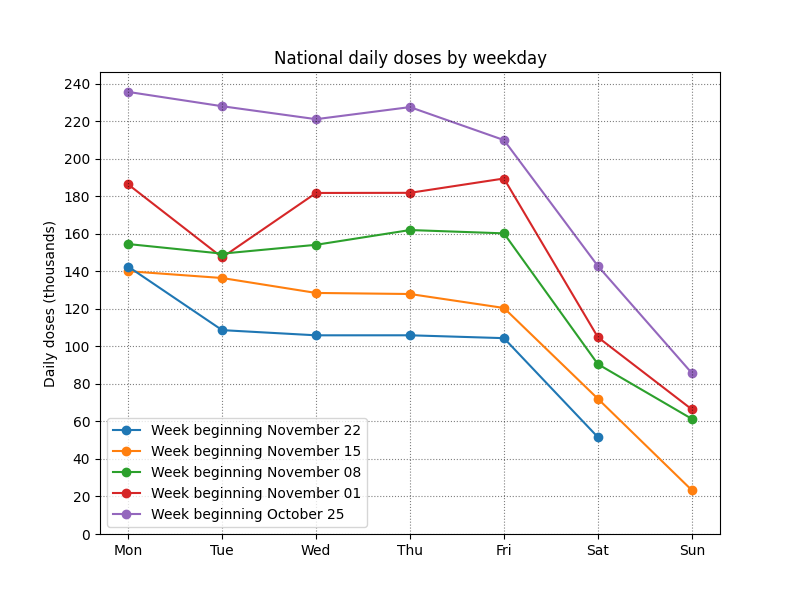 National daily doses by weekday
Daily doses (thousands)
240
220
200
180
160
140
120
100
80
60
40
20
0
Week beginning November 22
Week beginning November 15
Week beginning November 08
Week beginning November 01
Week beginning October 25
Mon Tue Wed Thu Fri Sat Sun